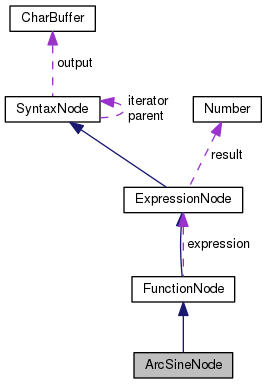 CharBuffer
output
SyntaxNode
iterator
parent
Number
result
ExpressionNode
expression
FunctionNode
ArcSineNode